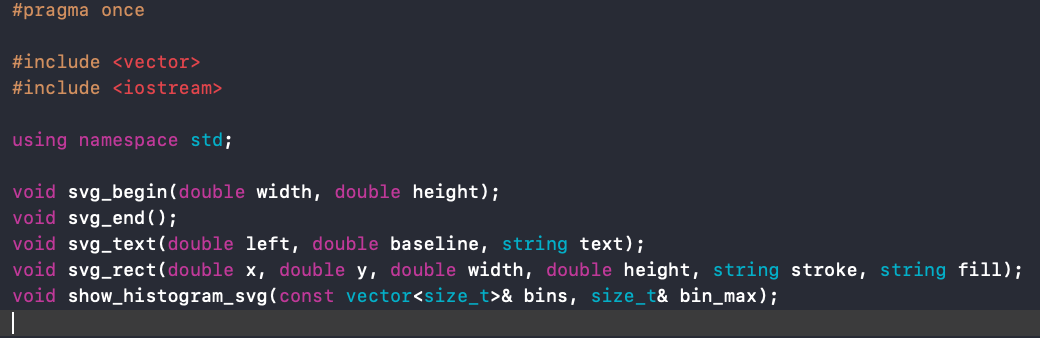 #pragma once
#include <vector>
#include <iostream>
using namespace std;
void svg_begin(double width, double height);
void svg_end();
void svg_text(double left, double baseline, string text);
void svg_rect(double x, double y, double width, double height, string stroke, string fill);
void show_histogram_svg(const vector<size_t>& bins, size_t& bin_max);